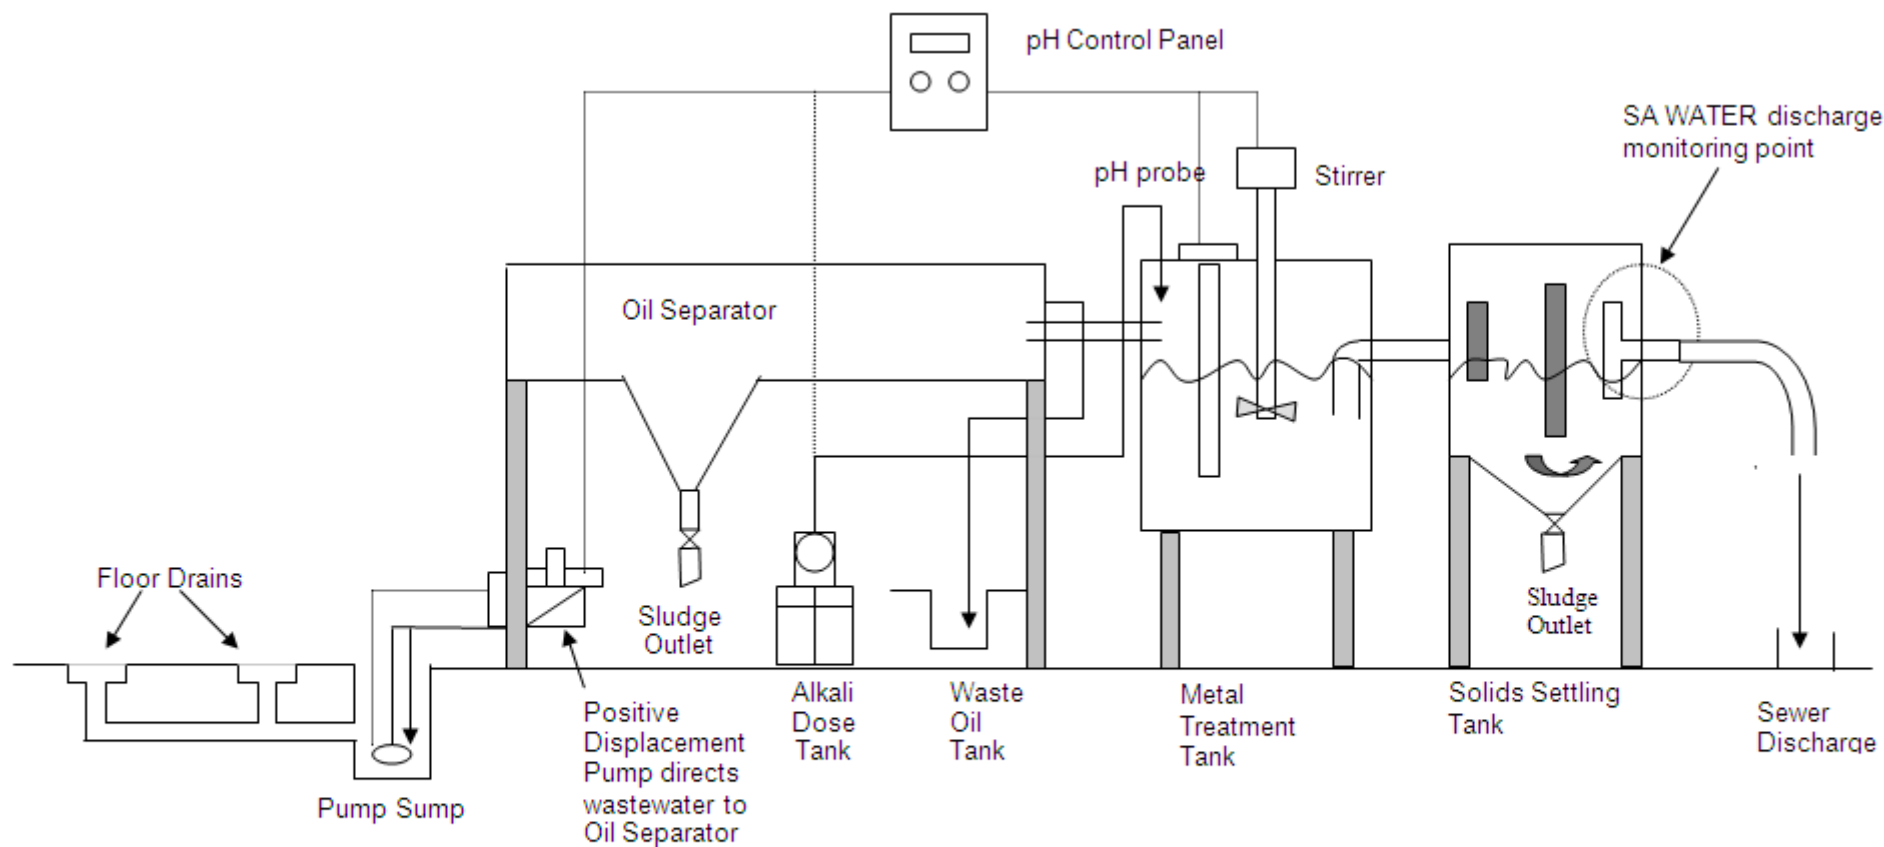 pH Control Panel
SA WATER discharge
monitoring point
pH probe
Stirrer
Oil Separator
Floor Drains
Sludge
Outlet
Sludge
Outlet
Positive
Displacement
Pump directs
wastewater to
Oil Separator
Alkali
Dose
Tank
Waste
Oil
Tank
Metal
Treatment
Tank
Solids Settling
Tank
Sewer
Discharge
Pump Sump